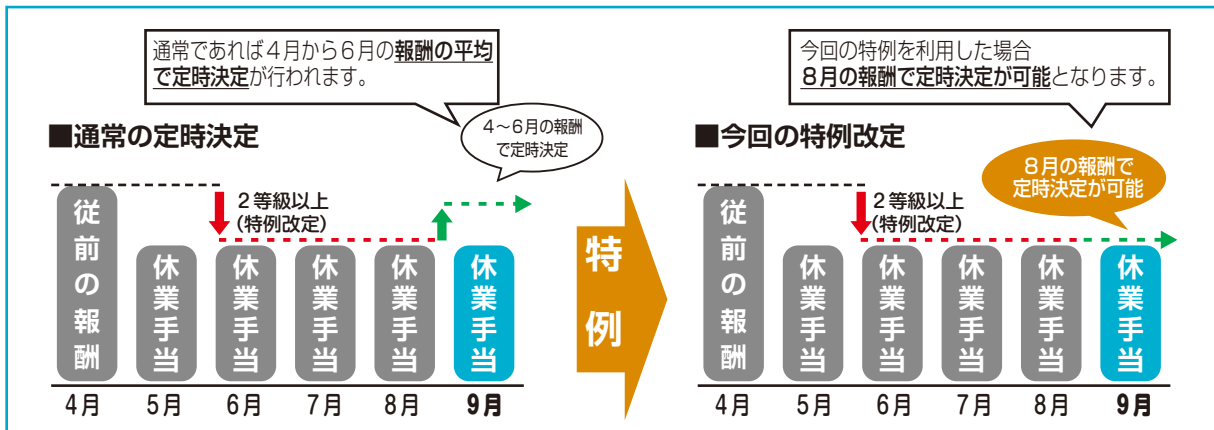 通常であれば４月から６月の報酬の平均
で定時決定が行われます。
■通常の定時決定
４～６月の報酬
で定時決定
２等級以上
(特例改定)
従前の報酬
休業手当
休業手当
休業手当
休業手当
休業手当
4月
5月
6月
7月
8月
9月
特例
今回の特例を利用した場合
８月の報酬で定時決定が可能となります。
■今回の特例改定
８月の報酬で
定時決定が可能
２等級以上
(特例改定)
従前の報酬
休業手当
休業手当
休業手当
休業手当
休業手当
4月
5月
6月
7月
8月
9月